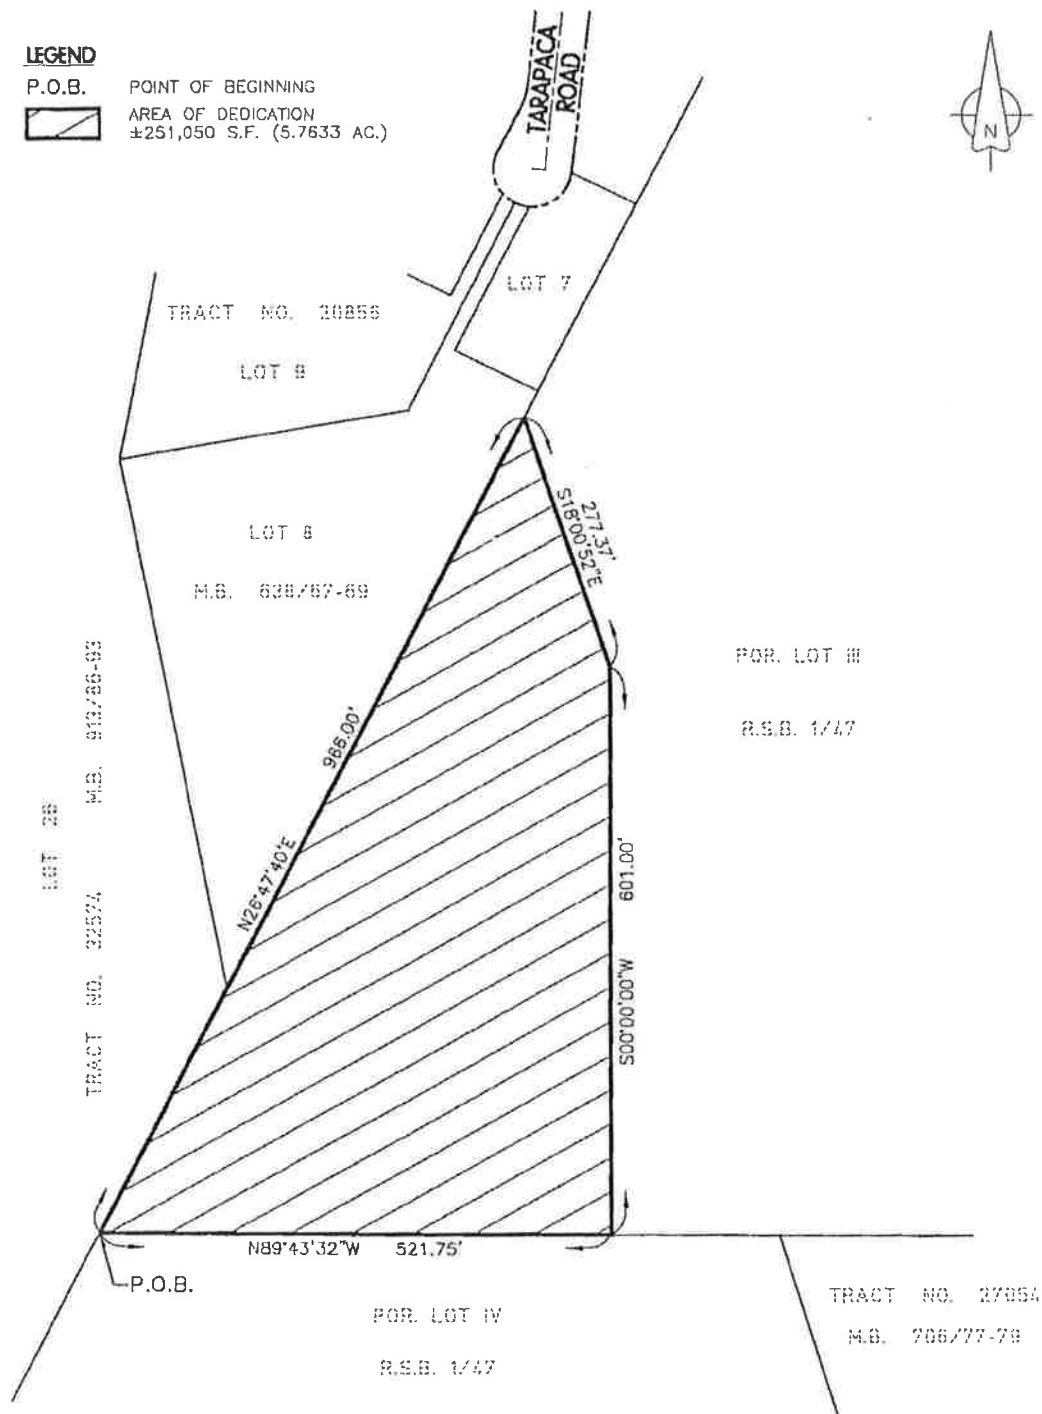 LEGEND
P.O.B. POINT OF BEGINNING
AREA OF DEDICATION
±251,050 S.F. (5.7633 AC.)
TARAPACA
ROAD
N
LOT 7
TRACT NO. 20856
LOT 9
LOT 8
M.B. 638/67-69
277.37'
S18°00'52"E
POR. LOT III
R.S.B. 1/47
966.00'
N26°47'40"E
LOT 28
TRACT NO. 32574 M.B. 913/86-93
601.00'
S00°00'00"W
N89°43'32"W 521.75'
P.O.B.
POR. LOT IV
R.S.B. 1/47
TRACT NO. 27054
M.B. 706/77-79